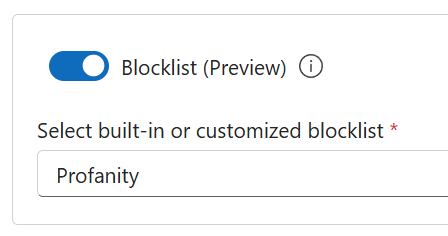 Blocklist (Preview)
Select built-in or customized blocklist *
Profanity